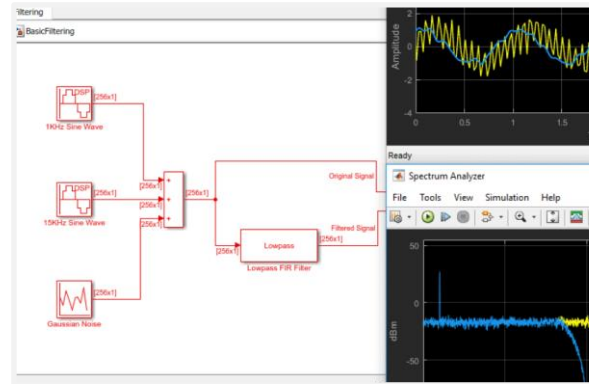 filtering
BasicFiltering
DSP
[256x1]
1KHz Sine Wave
DSP
[256x1]
15KHz Sine Wave
[256x1]
Gaussian Noise
[256x1]
[256x1]
[256x1]
[256x1]
Original Signal
Filtered Signal
[256x1]
Lowpass
[256x1]
Lowpass FIR Filter
Amplitude
2
0
-2
-4
0
0.5
1
1.5
Ready
Spectrum Analyzer
File Tools View Simulation Help
dBm
50
0
-50